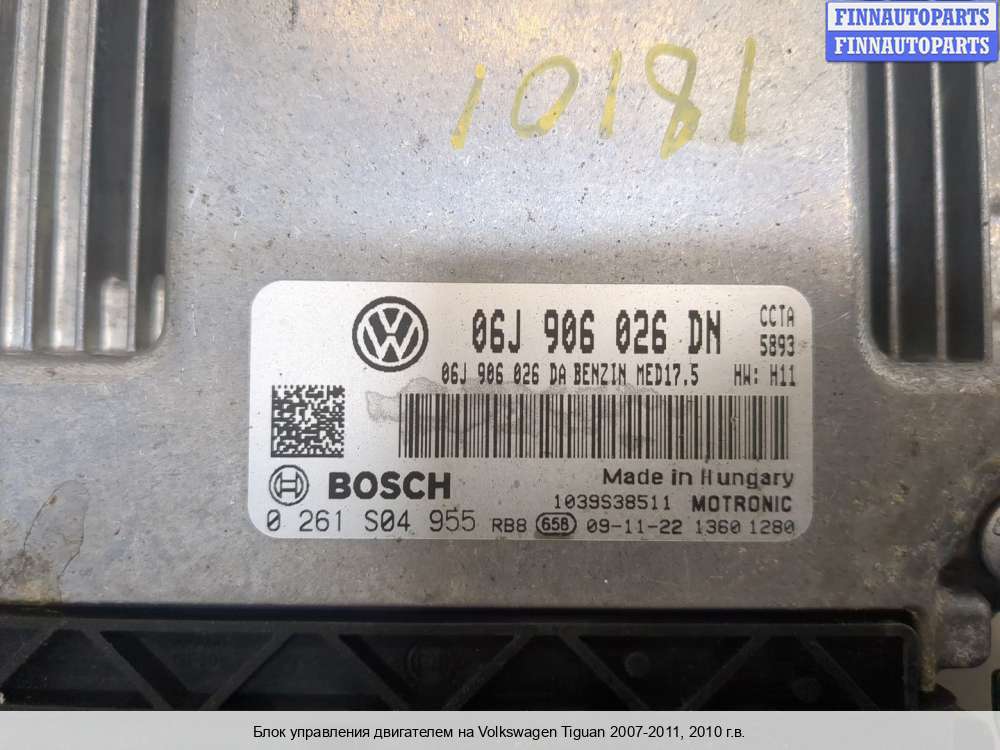 FINNAUTOPARTS
FINNAUTOPARTS
10181
06J 906 026 DN
CCTA
5893
06J 906 026 DA BENZIN MED17.5 HW: H11
Made in Hungary
BOSCH
1039S38511 MOTRONIC
0 261 S04 955 RB8 658 09-11-22 1360 1280
Блок управления двигателем на Volkswagen Tiguan 2007-2011, 2010 г.в.